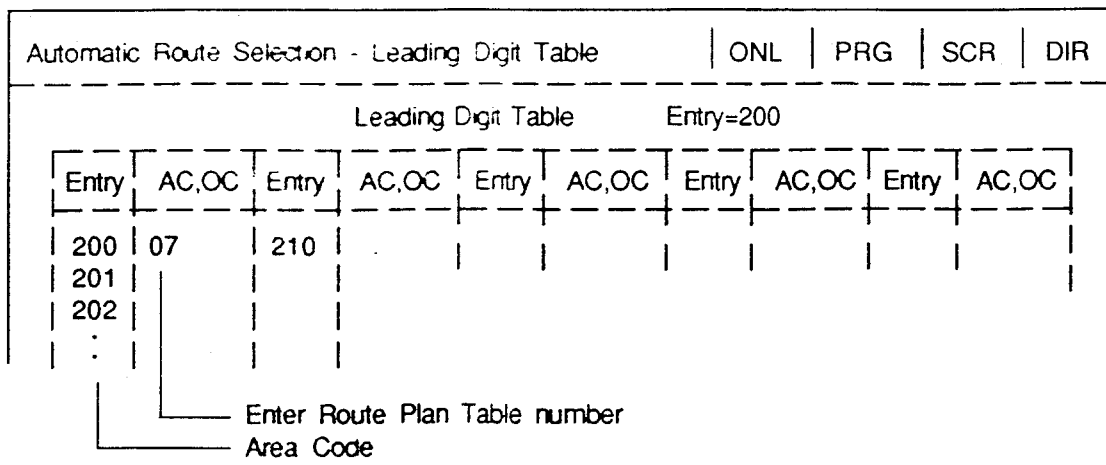 Automatic Route Selection - Leading Digit Table | ONL | PRG | SCR | DIR
Leading Digit Table Entry=200
Entry AC,OC Entry AC,OC Entry AC,OC Entry AC,OC Entry AC,OC
200 07 210
201
202
:
Enter Route Plan Table number
Area Code